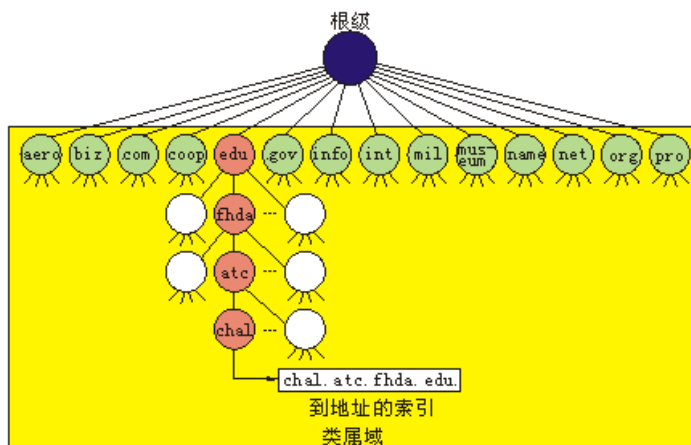 根级
aero biz com coop edu .gov info int mil mus-eum name net org pro
fhda ...
atc ...
chal ...
chal.atc.fhda.edu.
到地址的索引
类属域